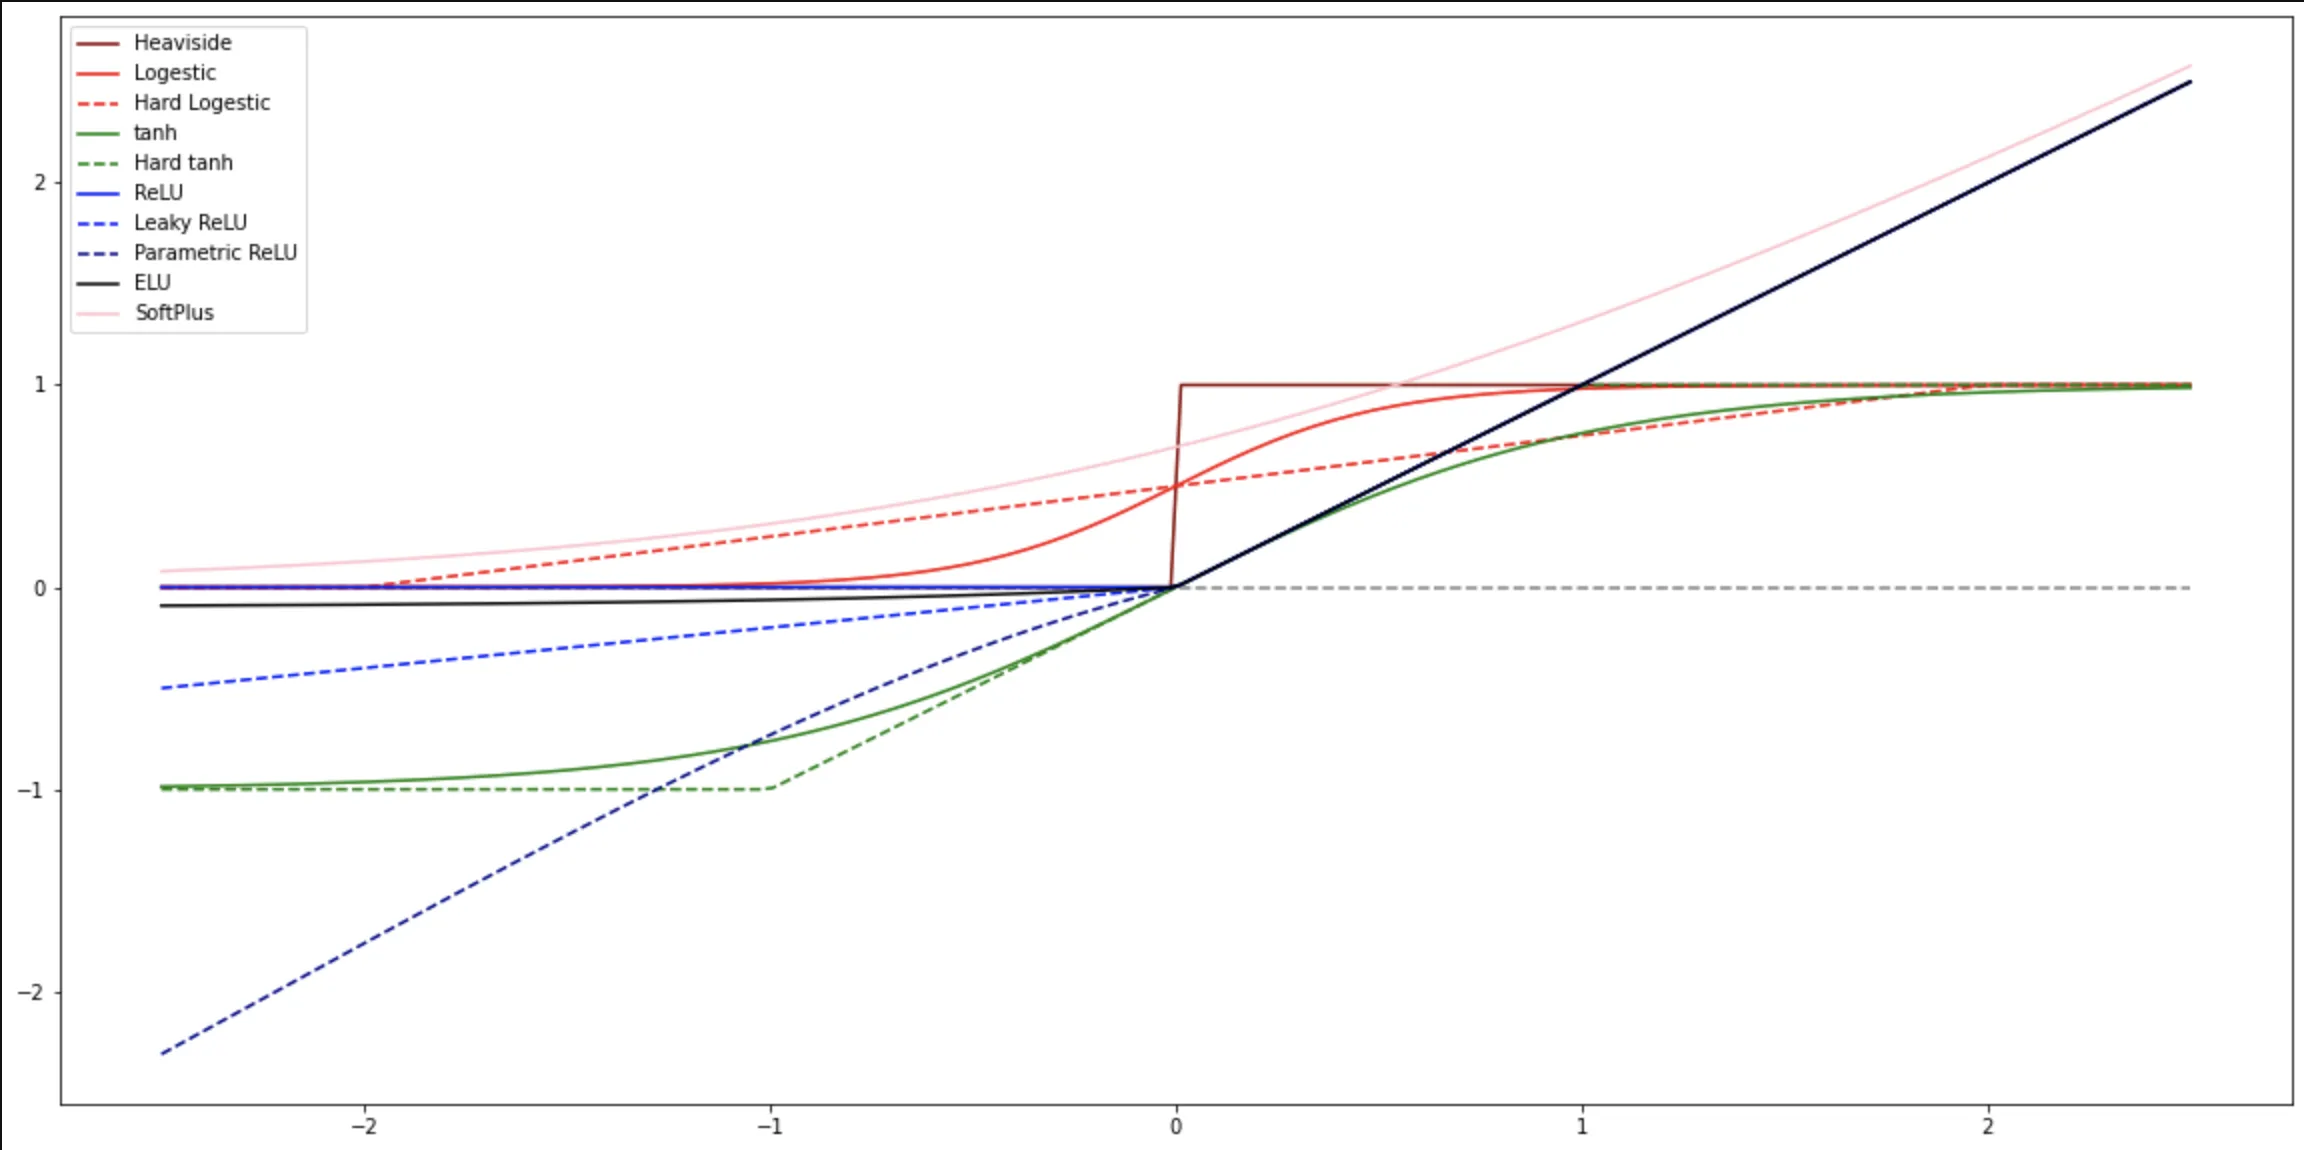 Heaviside
Logestic
Hard Logestic
tanh
Hard tanh
ReLU
Leaky ReLU
Parametric ReLU
ELU
SoftPlus
2
1
0
−1
−2
−2 −1 0 1 2